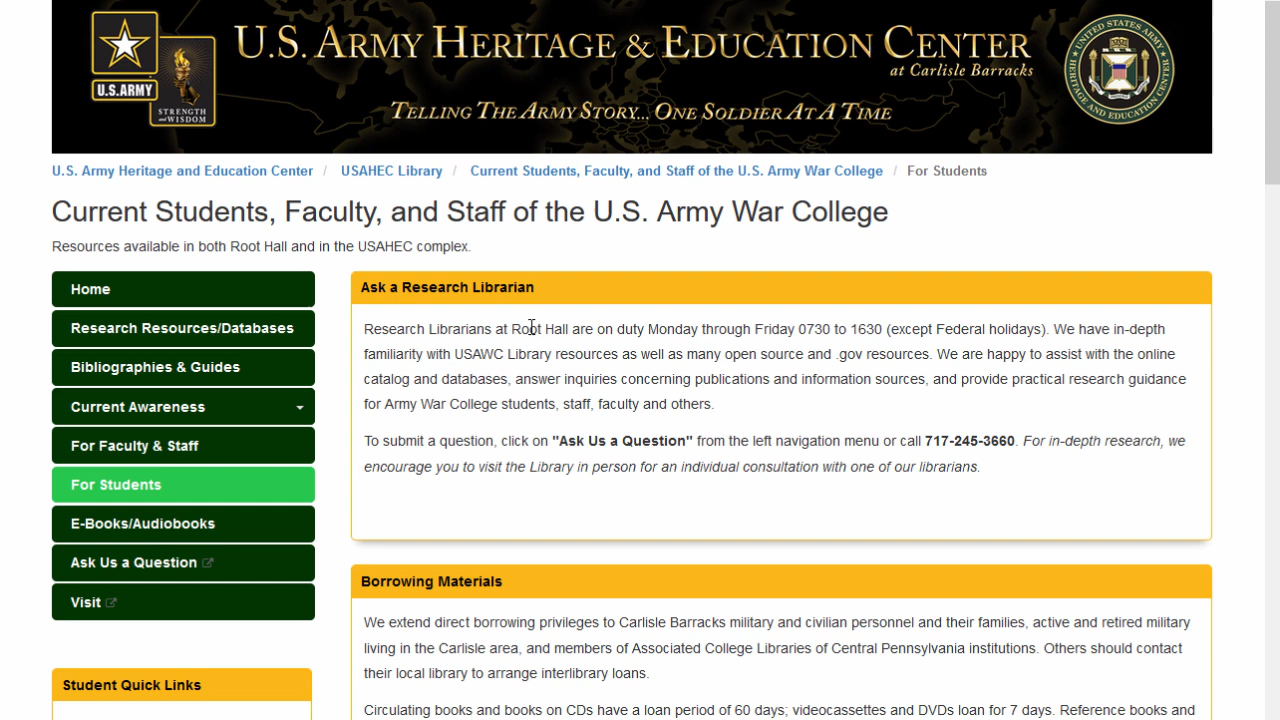 U.S. ARMY HERITAGE & EDUCATION CENTER
at Carlisle Barracks
TELLING THE ARMY STORY... ONE SOLDIER AT A TIME
U.S.ARMY
STRENGTH
and WISDOM
UNITED STATES ARMY
HERITAGE AND EDUCATION CENTER
U.S. Army Heritage and Education Center / USAHEC Library / Current Students, Faculty, and Staff of the U.S. Army War College / For Students
Current Students, Faculty, and Staff of the U.S. Army War College
Resources available in both Root Hall and in the USAHEC complex.
Home
Research Resources/Databases
Bibliographies & Guides
Current Awareness
For Faculty & Staff
For Students
E-Books/Audiobooks
Ask Us a Question
Visit
Student Quick Links
Ask a Research Librarian
Research Librarians at Root Hall are on duty Monday through Friday 0730 to 1630 (except Federal holidays). We have in-depth
familiarity with USAWC Library resources as well as many open source and .gov resources. We are happy to assist with the online
catalog and databases, answer inquiries concerning publications and information sources, and provide practical research guidance
for Army War College students, staff, faculty and others.
To submit a question, click on "Ask Us a Question" from the left navigation menu or call 717-245-3660. For in-depth research, we
encourage you to visit the Library in person for an individual consultation with one of our librarians.
Borrowing Materials
We extend direct borrowing privileges to Carlisle Barracks military and civilian personnel and their families, active and retired military
living in the Carlisle area, and members of Associated College Libraries of Central Pennsylvania institutions. Others should contact
their local library to arrange interlibrary loans.
Circulating books and books on CDs have a loan period of 60 days; videocassettes and DVDs loan for 7 days. Reference books and